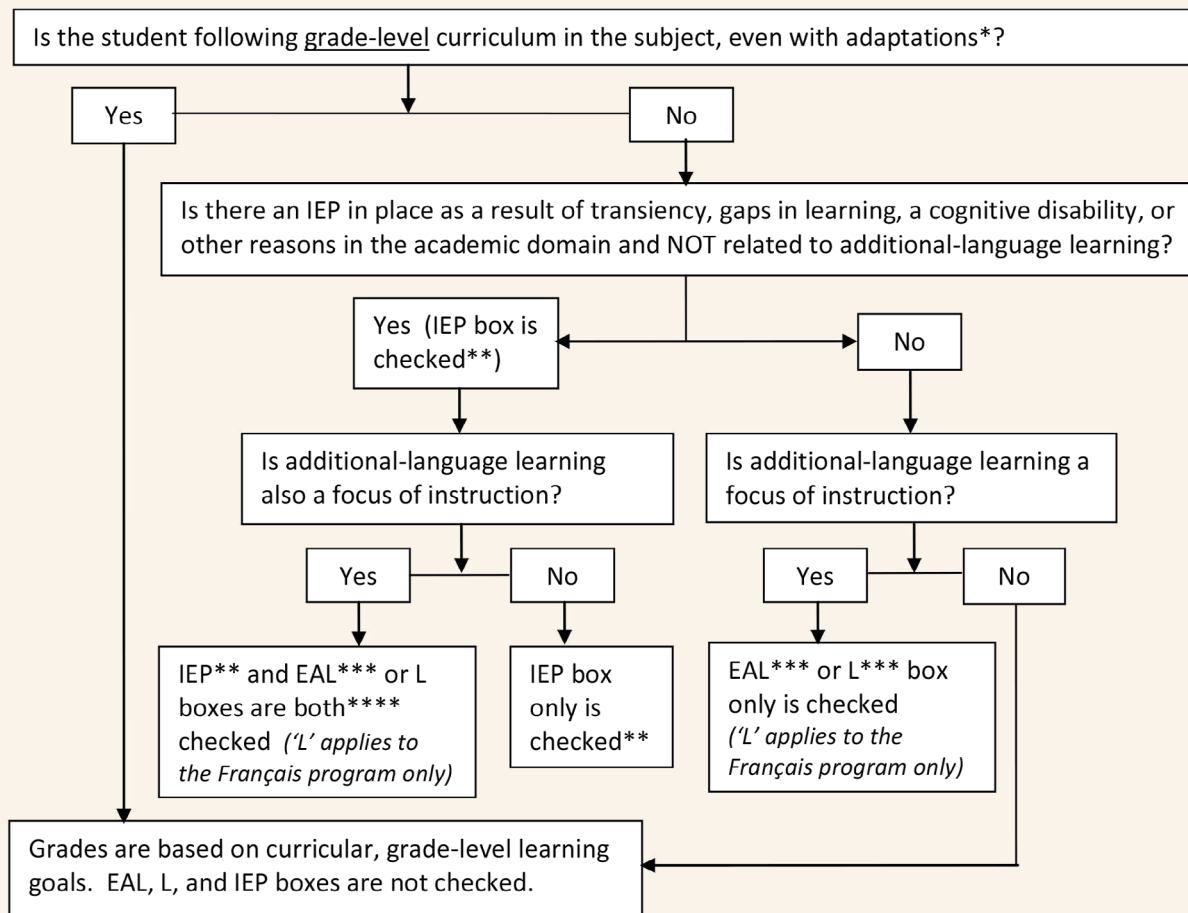 Is the student following grade-level curriculum in the subject, even with adaptations*?
Yes
No
Is there an IEP in place as a result of transiency, gaps in learning, a cognitive disability, or
other reasons in the academic domain and NOT related to additional-language learning?
Yes  (IEP box is
checked**)
No
Is additional-language learning
also a focus of instruction?
Is additional-language learning a
focus of instruction?
Yes
No
Yes
No
IEP** and EAL*** or L
boxes are both****
checked  (‘L’ applies to
the Français program only)
IEP box
only is
checked**
EAL*** or L*** box
only is checked
(‘L’ applies to the
Français program only)
Grades are based on curricular, grade-level learning
goals.  EAL, L, and IEP boxes are not checked.